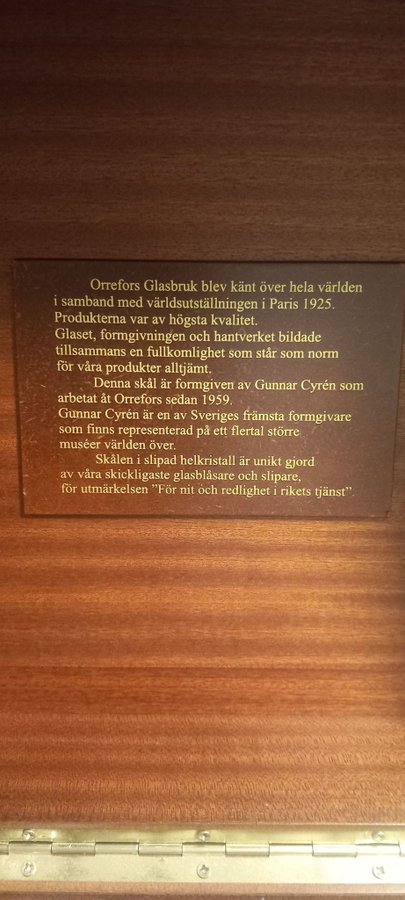 Orrefors Glasbruk blev känt över hela världen
i samband med världsutställningen i Paris 1925.
Produkterna var av högsta kvalitet.
Glaset, formgivningen och hantverket bildade
tillsammans en fullkomlighet som står som norm
för våra produkter alltjämt.
Denna skål är formgiven av Gunnar Cyrén som
arbetat åt Orrefors sedan 1959.
Gunnar Cyrén är en av Sveriges främsta formgivare
som finns representerad på ett flertal större
muséer världen över.
Skålen i slipad helkristall är unikt gjord
av våra skickligaste glasblåsare och slipare,
för utmärkelsen ”För nit och redlighet i rikets tjänst”.